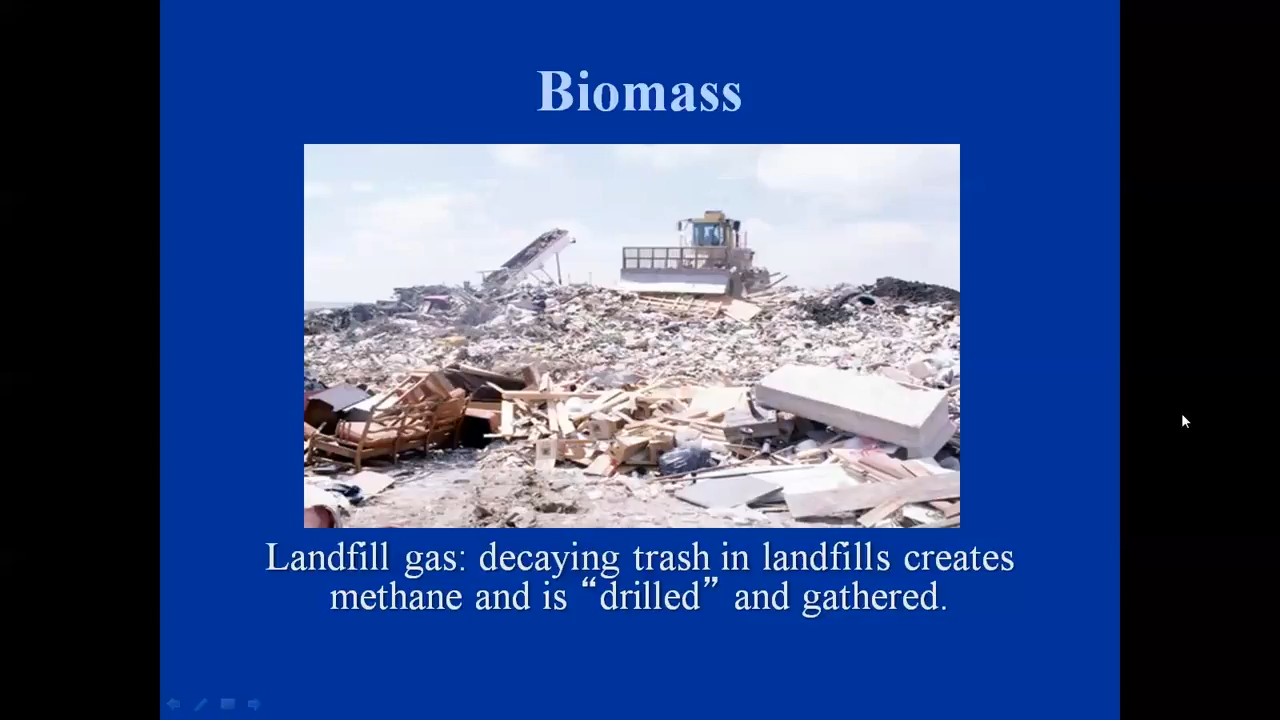 Biomass
Landfill gas: decaying trash in landfills creates
methane and is “drilled” and gathered.